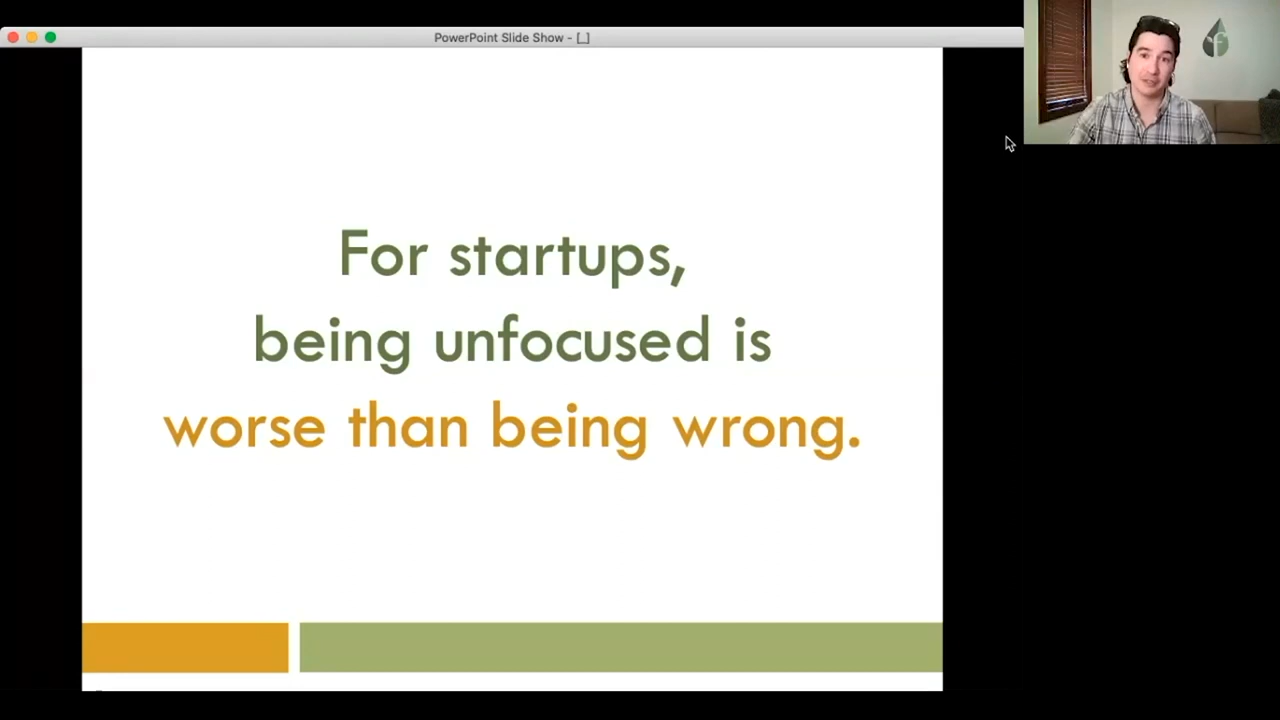 PowerPoint Slide Show - [_]
For startups,
being unfocused is
worse than being wrong.